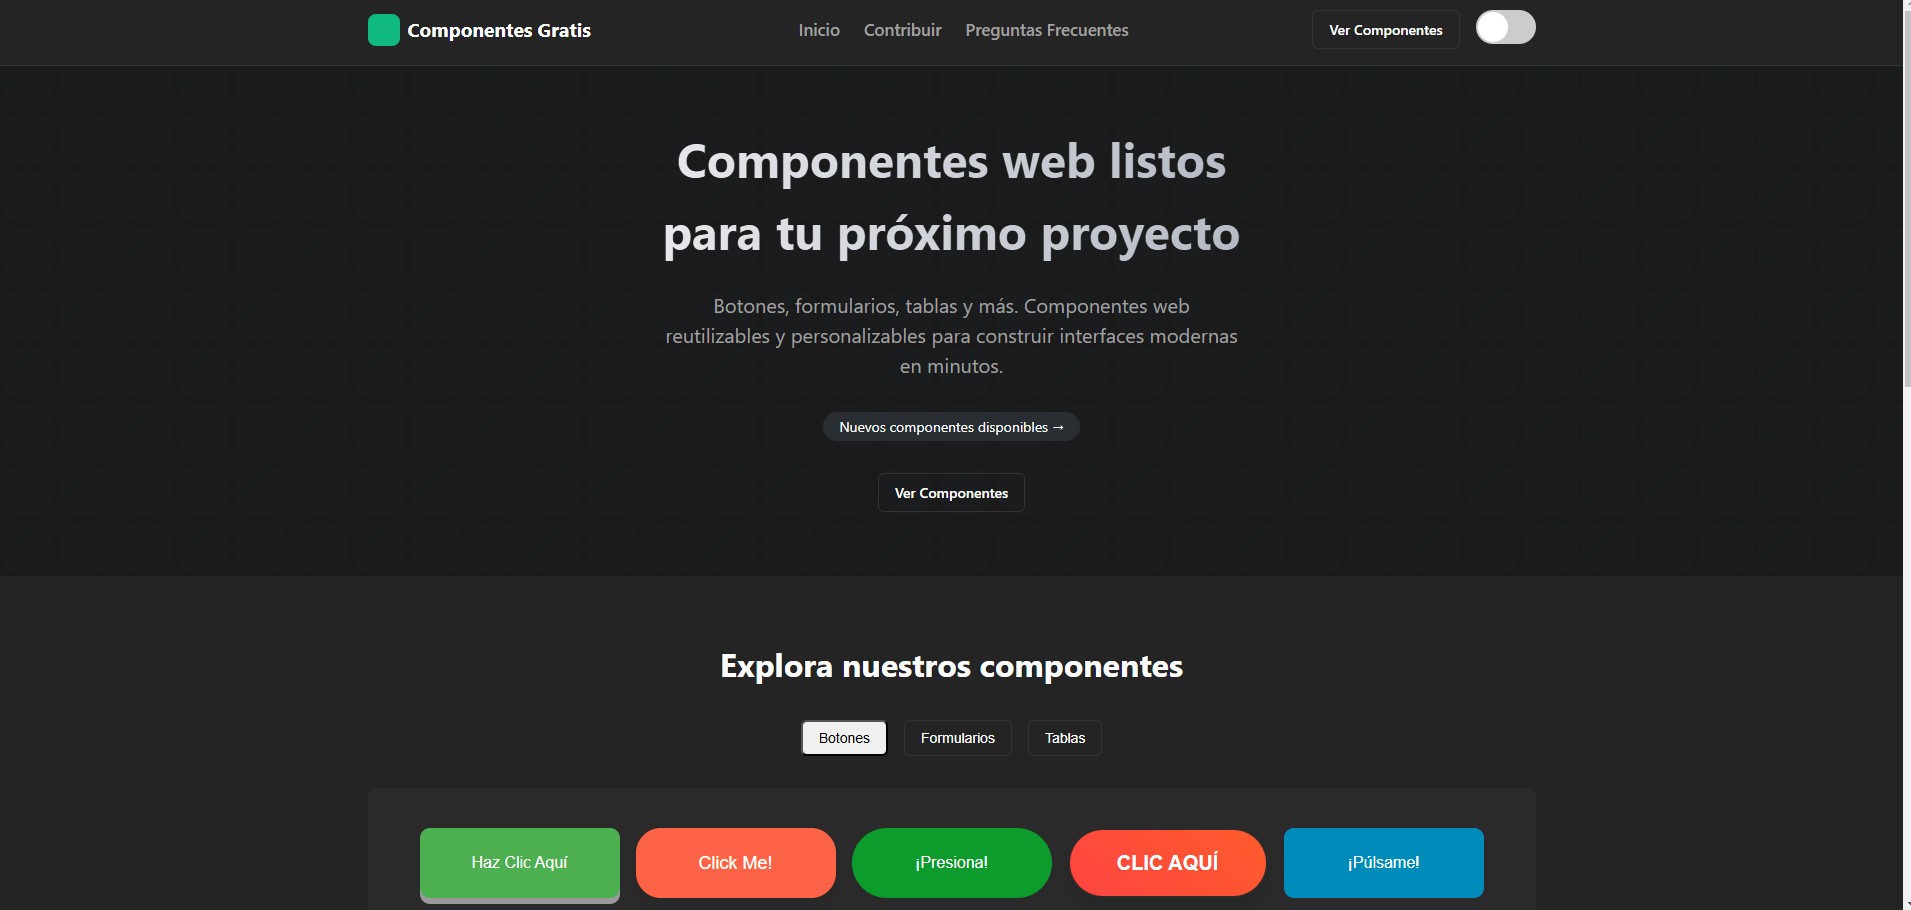 Componentes Gratis
Inicio Contribuir Preguntas Frecuentes
Ver Componentes
Componentes web listos
para tu próximo proyecto
Botones, formularios, tablas y más. Componentes web
reutilizables y personalizables para construir interfaces modernas
en minutos.
Nuevos componentes disponibles →
Ver Componentes
Explora nuestros componentes
Botones Formularios Tablas
Haz Clic Aquí
Click Me!
¡Presiona!
CLIC AQUÍ
¡Púlsame!